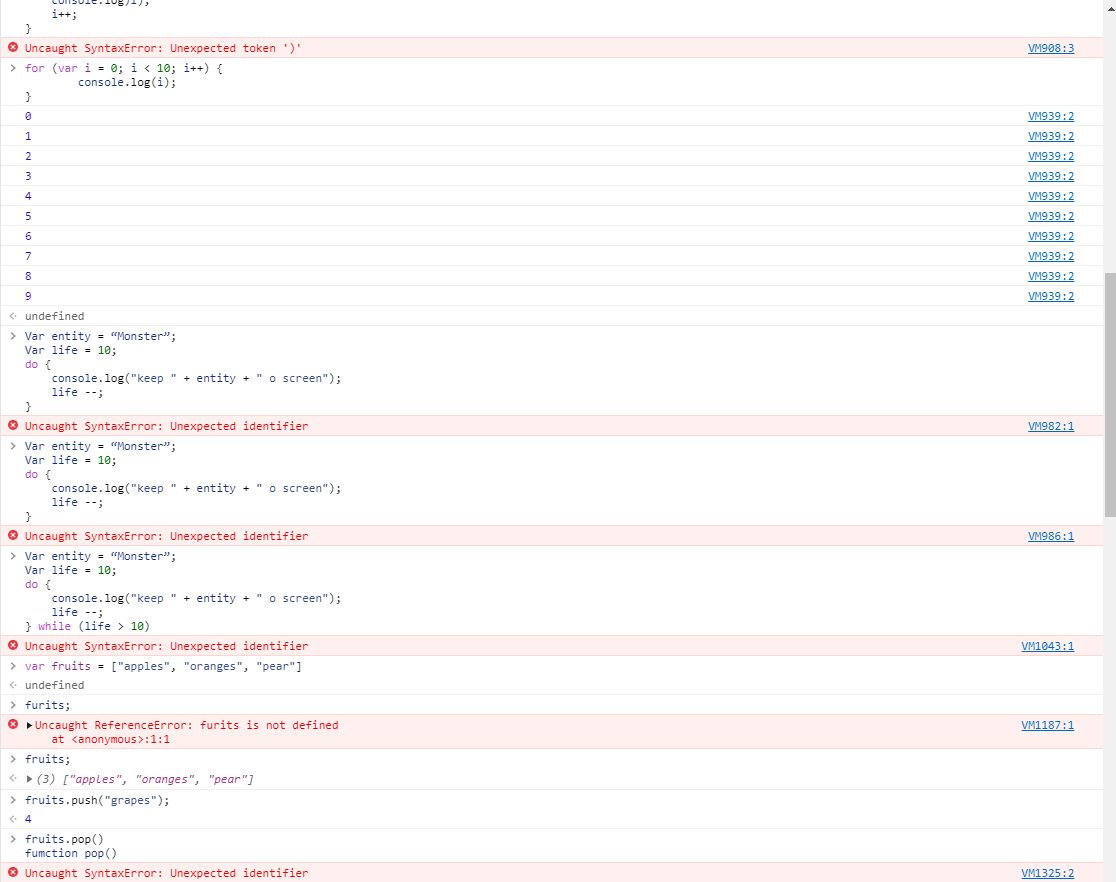 console.log)i);
i++;
}
Uncaught SyntaxError: Unexpected token ')' VM908:3
for (var i = 0; i < 10; i++) {
console.log(i);
}
0 VM939:2
1 VM939:2
2 VM939:2
3 VM939:2
4 VM939:2
5 VM939:2
6 VM939:2
7 VM939:2
8 VM939:2
9 VM939:2
undefined
Var entity = “Monster”;
Var life = 10;
do {
console.log("keep " + entity + " o screen");
life --;
}
Uncaught SyntaxError: Unexpected identifier VM982:1
Var entity = “Monster”;
Var life = 10;
do {
console.log("keep " + entity + " o screen");
life --;
}
Uncaught SyntaxError: Unexpected identifier VM986:1
Var entity = “Monster”;
Var life = 10;
do {
console.log("keep " + entity + " o screen");
life --;
} while (life > 10)
Uncaught SyntaxError: Unexpected identifier VM1043:1
var fruits = ["apples", "oranges", "pear"]
undefined
furits;
Uncaught ReferenceError: furits is not defined VM1187:1
at <anonymous>:1:1
fruits;
(3) ["apples", "oranges", "pear"]
fruits.push("grapes");
4
fruits.pop()
fumction pop()
Uncaught SyntaxError: Unexpected identifier VM1325:2